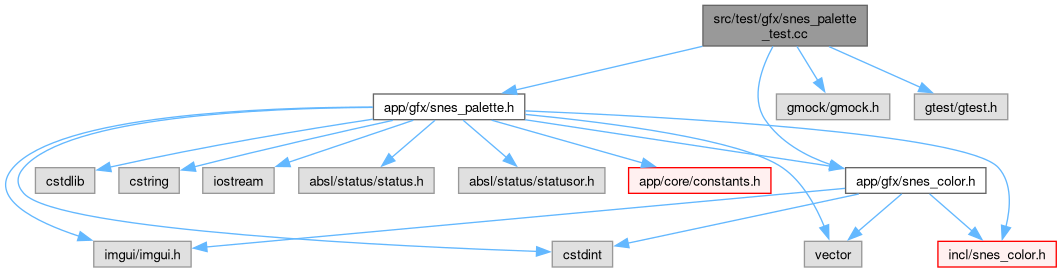 src/test/gfx/snes_palette
_test.cc
app/gfx/snes_palette.h
gmock/gmock.h
gtest/gtest.h
cstdlib
cstring
iostream
absl/status/status.h
absl/status/statusor.h
app/core/constants.h
app/gfx/snes_color.h
imgui/imgui.h
cstdint
vector
incl/snes_color.h